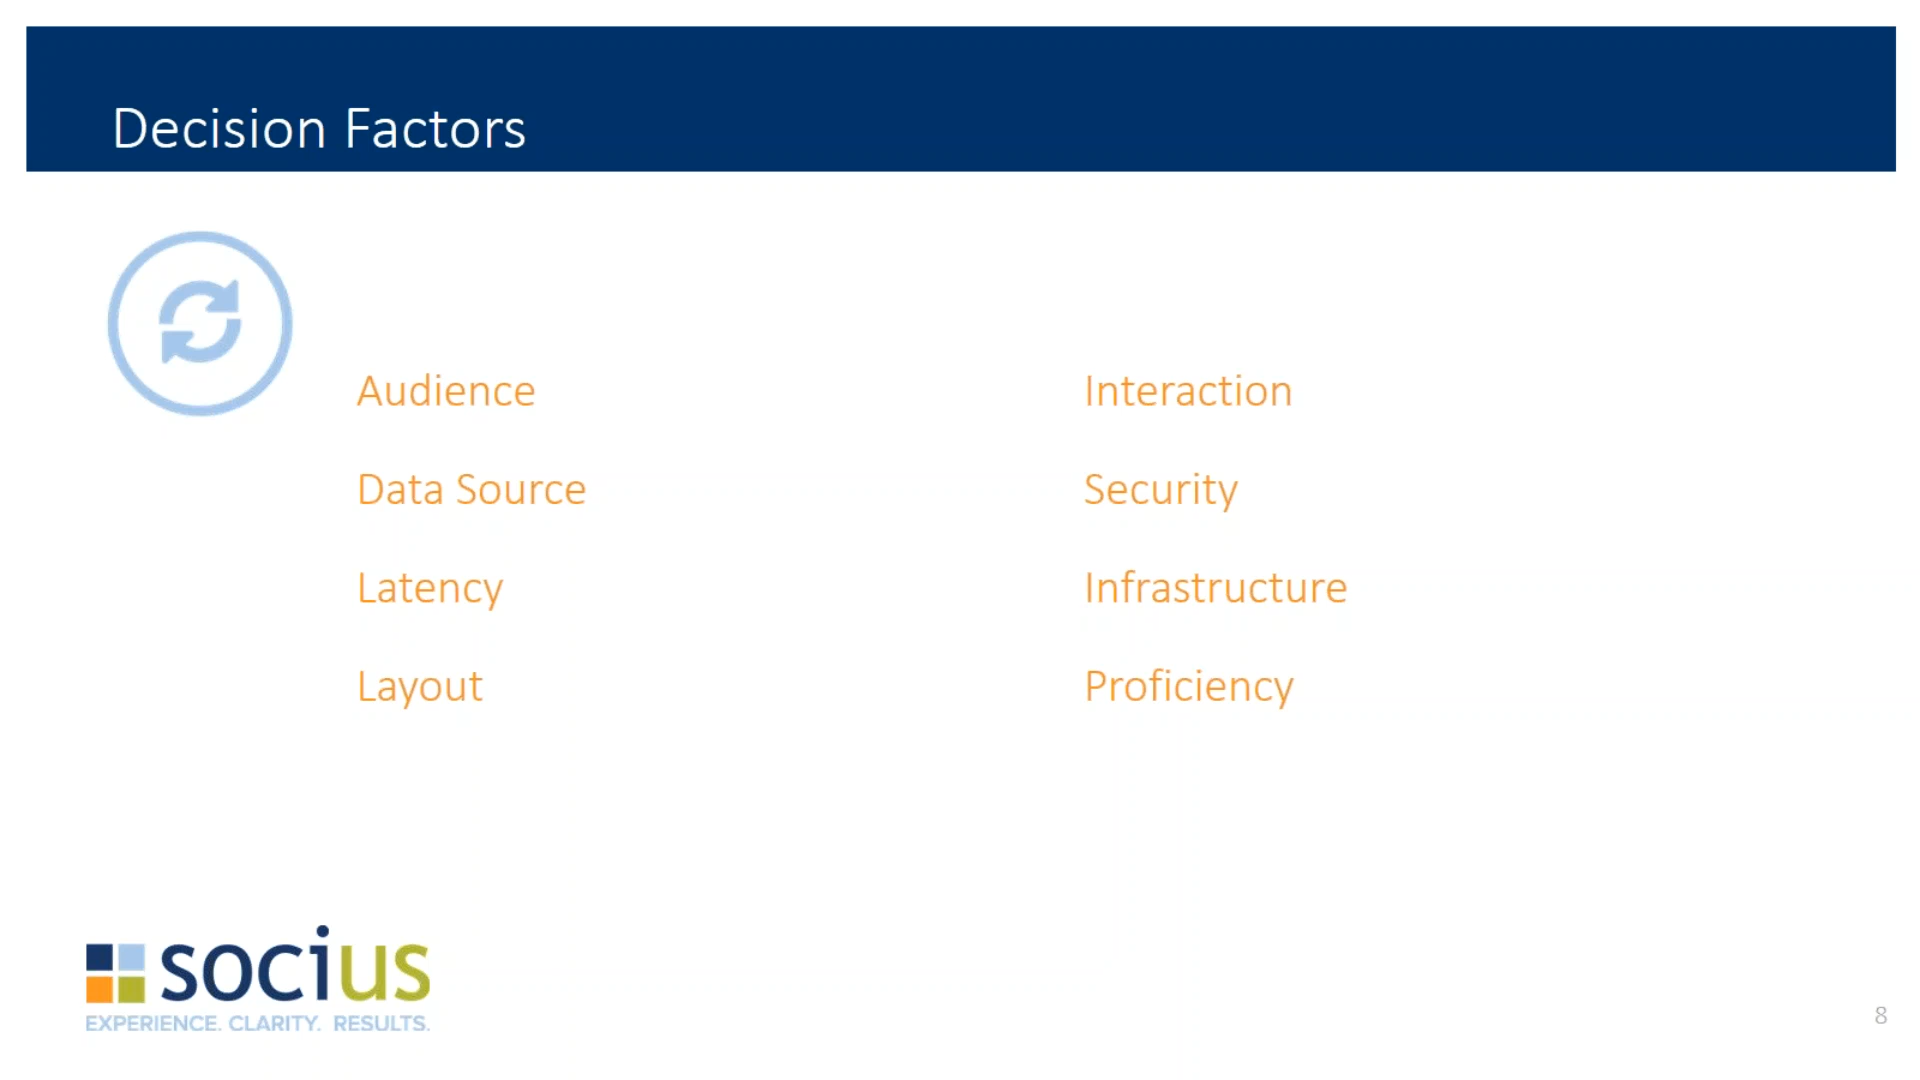 Decision Factors
Audience
Data Source
Latency
Layout
Interaction
Security
Infrastructure
Proficiency
socius
EXPERIENCE. CLARITY. RESULTS.
8